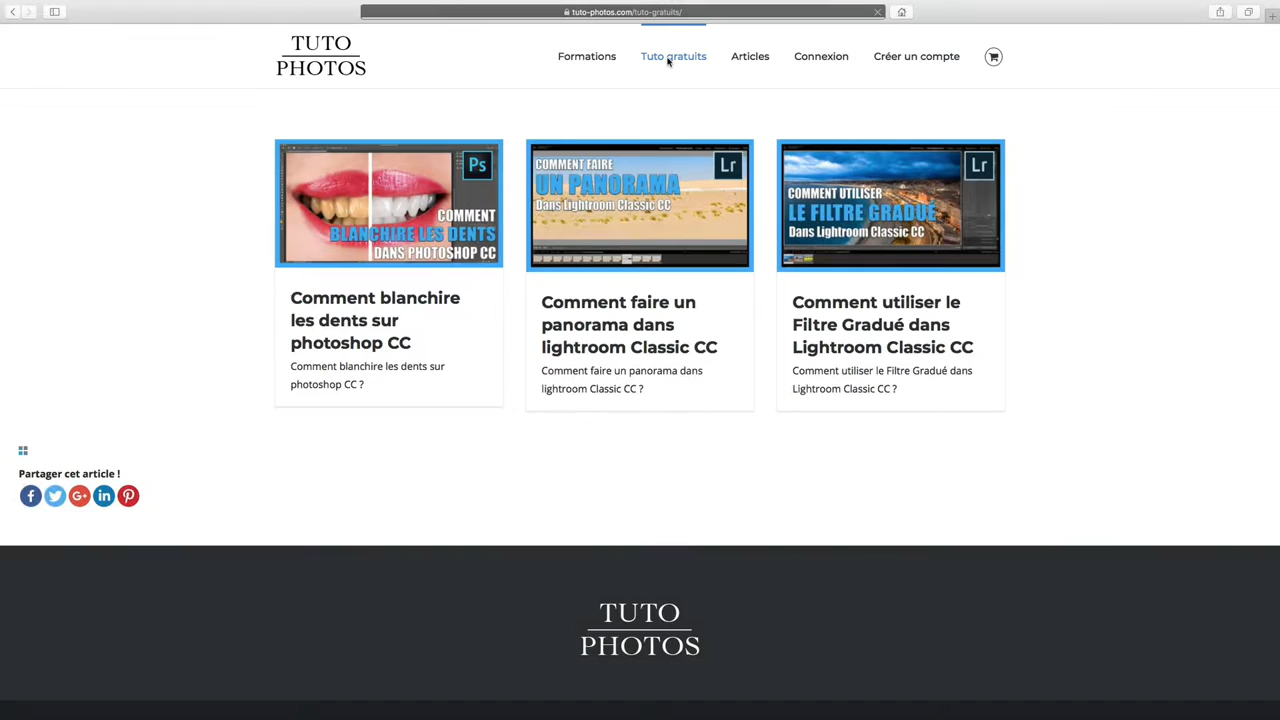 tuto-photos.com/tuto-gratuits/
TUTO
PHOTOS
Formations
Tuto gratuits
Articles
Connexion
Créer un compte
Ps
COMMENT
BLANCHIRE LES DENTS
DANS PHOTOSHOP CC
Comment blanchire
les dents sur
photoshop CC
Comment blanchire les dents sur
photoshop CC ?
COMMENT FAIRE
UN PANORAMA
Dans Lightroom Classic CC
Lr
Comment faire un
panorama dans
lightroom Classic CC
Comment faire un panorama dans
lightroom Classic CC ?
Lr
COMMENT UTILISER
LE FILTRE GRADUÉ
Dans Lightroom Classic CC
Comment utiliser le
Filtre Gradué dans
Lightroom Classic CC
Comment utiliser le Filtre Gradué dans
Lightroom Classic CC ?
Partager cet article !
TUTO
PHOTOS